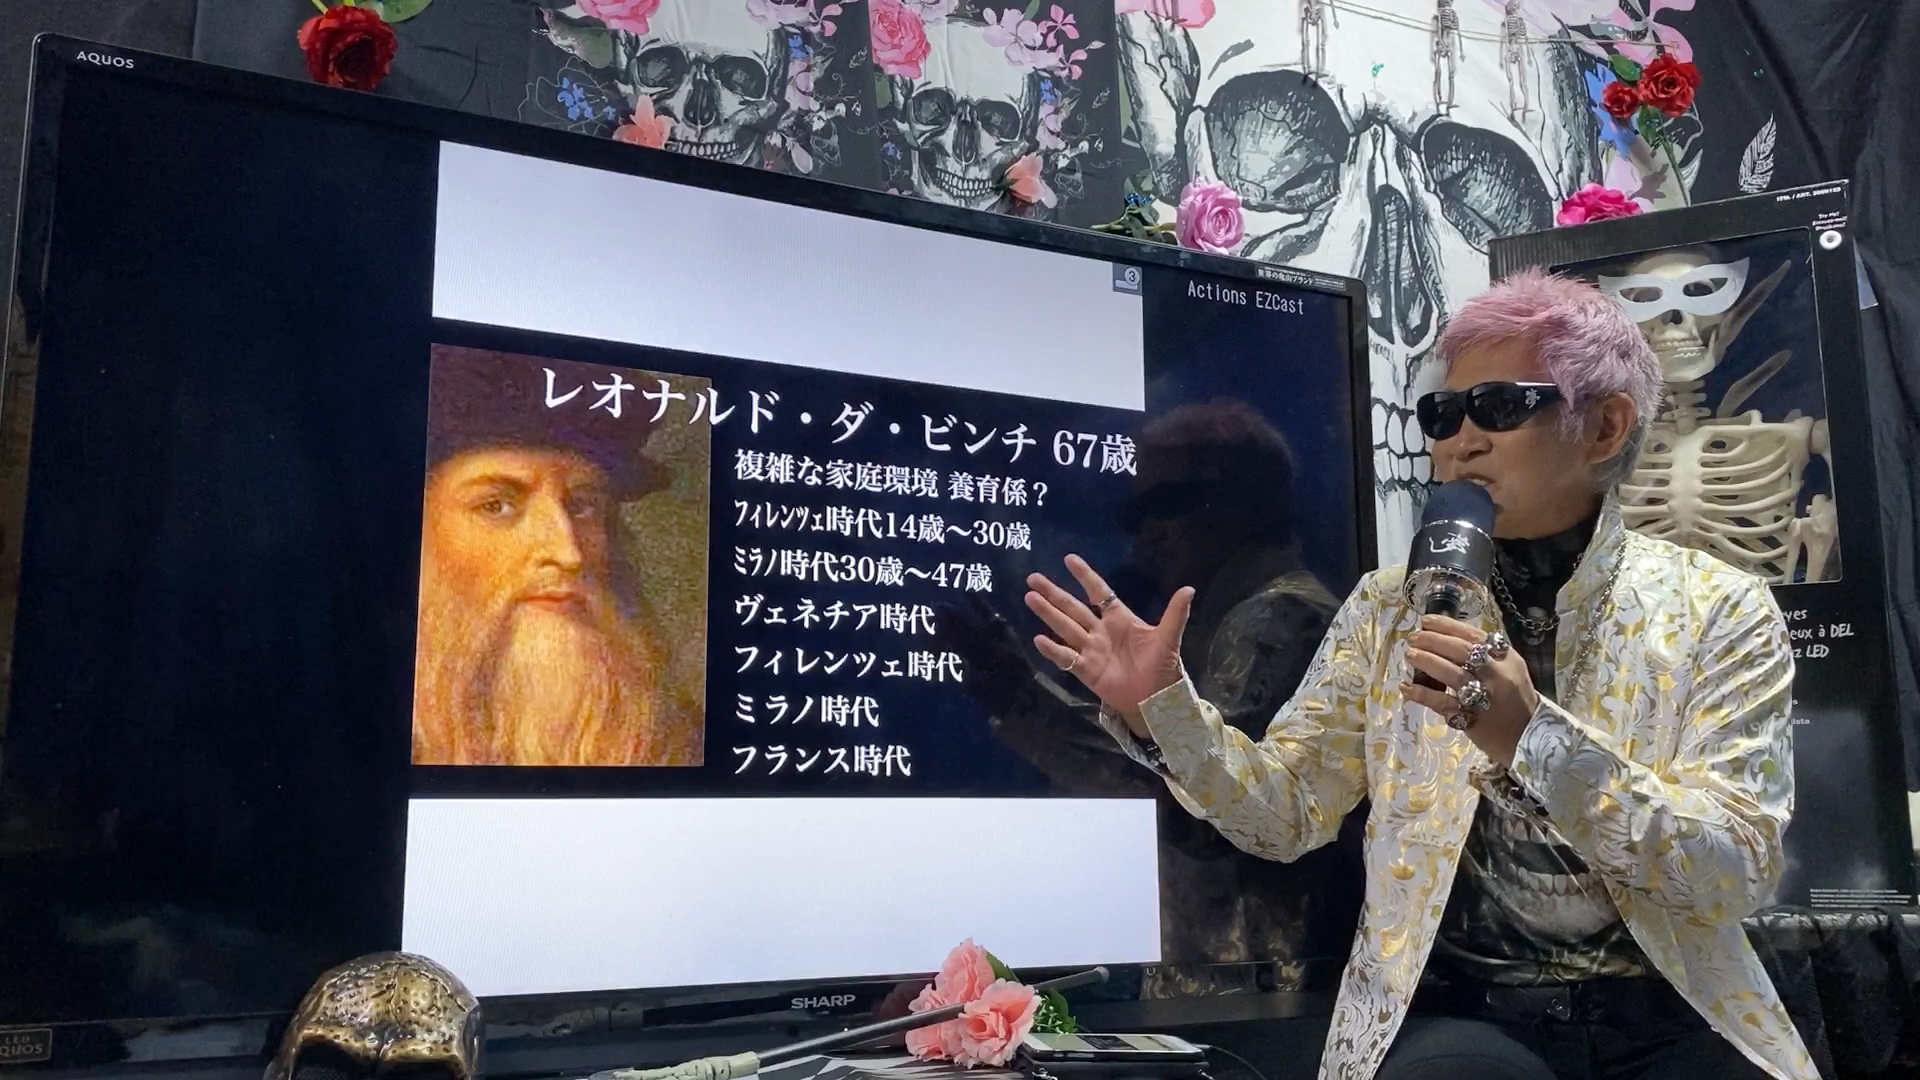 AQUOS
Actions EZCast
レオナルド・ダ・ビンチ 67歳
複雑な家庭環境 養育係？
ﾌｨﾚﾝﾂｪ時代14歳〜30歳
ﾐﾗﾉ時代30歳〜47歳
ヴェネチア時代
フィレンツェ時代
ミラノ時代
フランス時代
SHARP
yes
eux à DEL
z LED